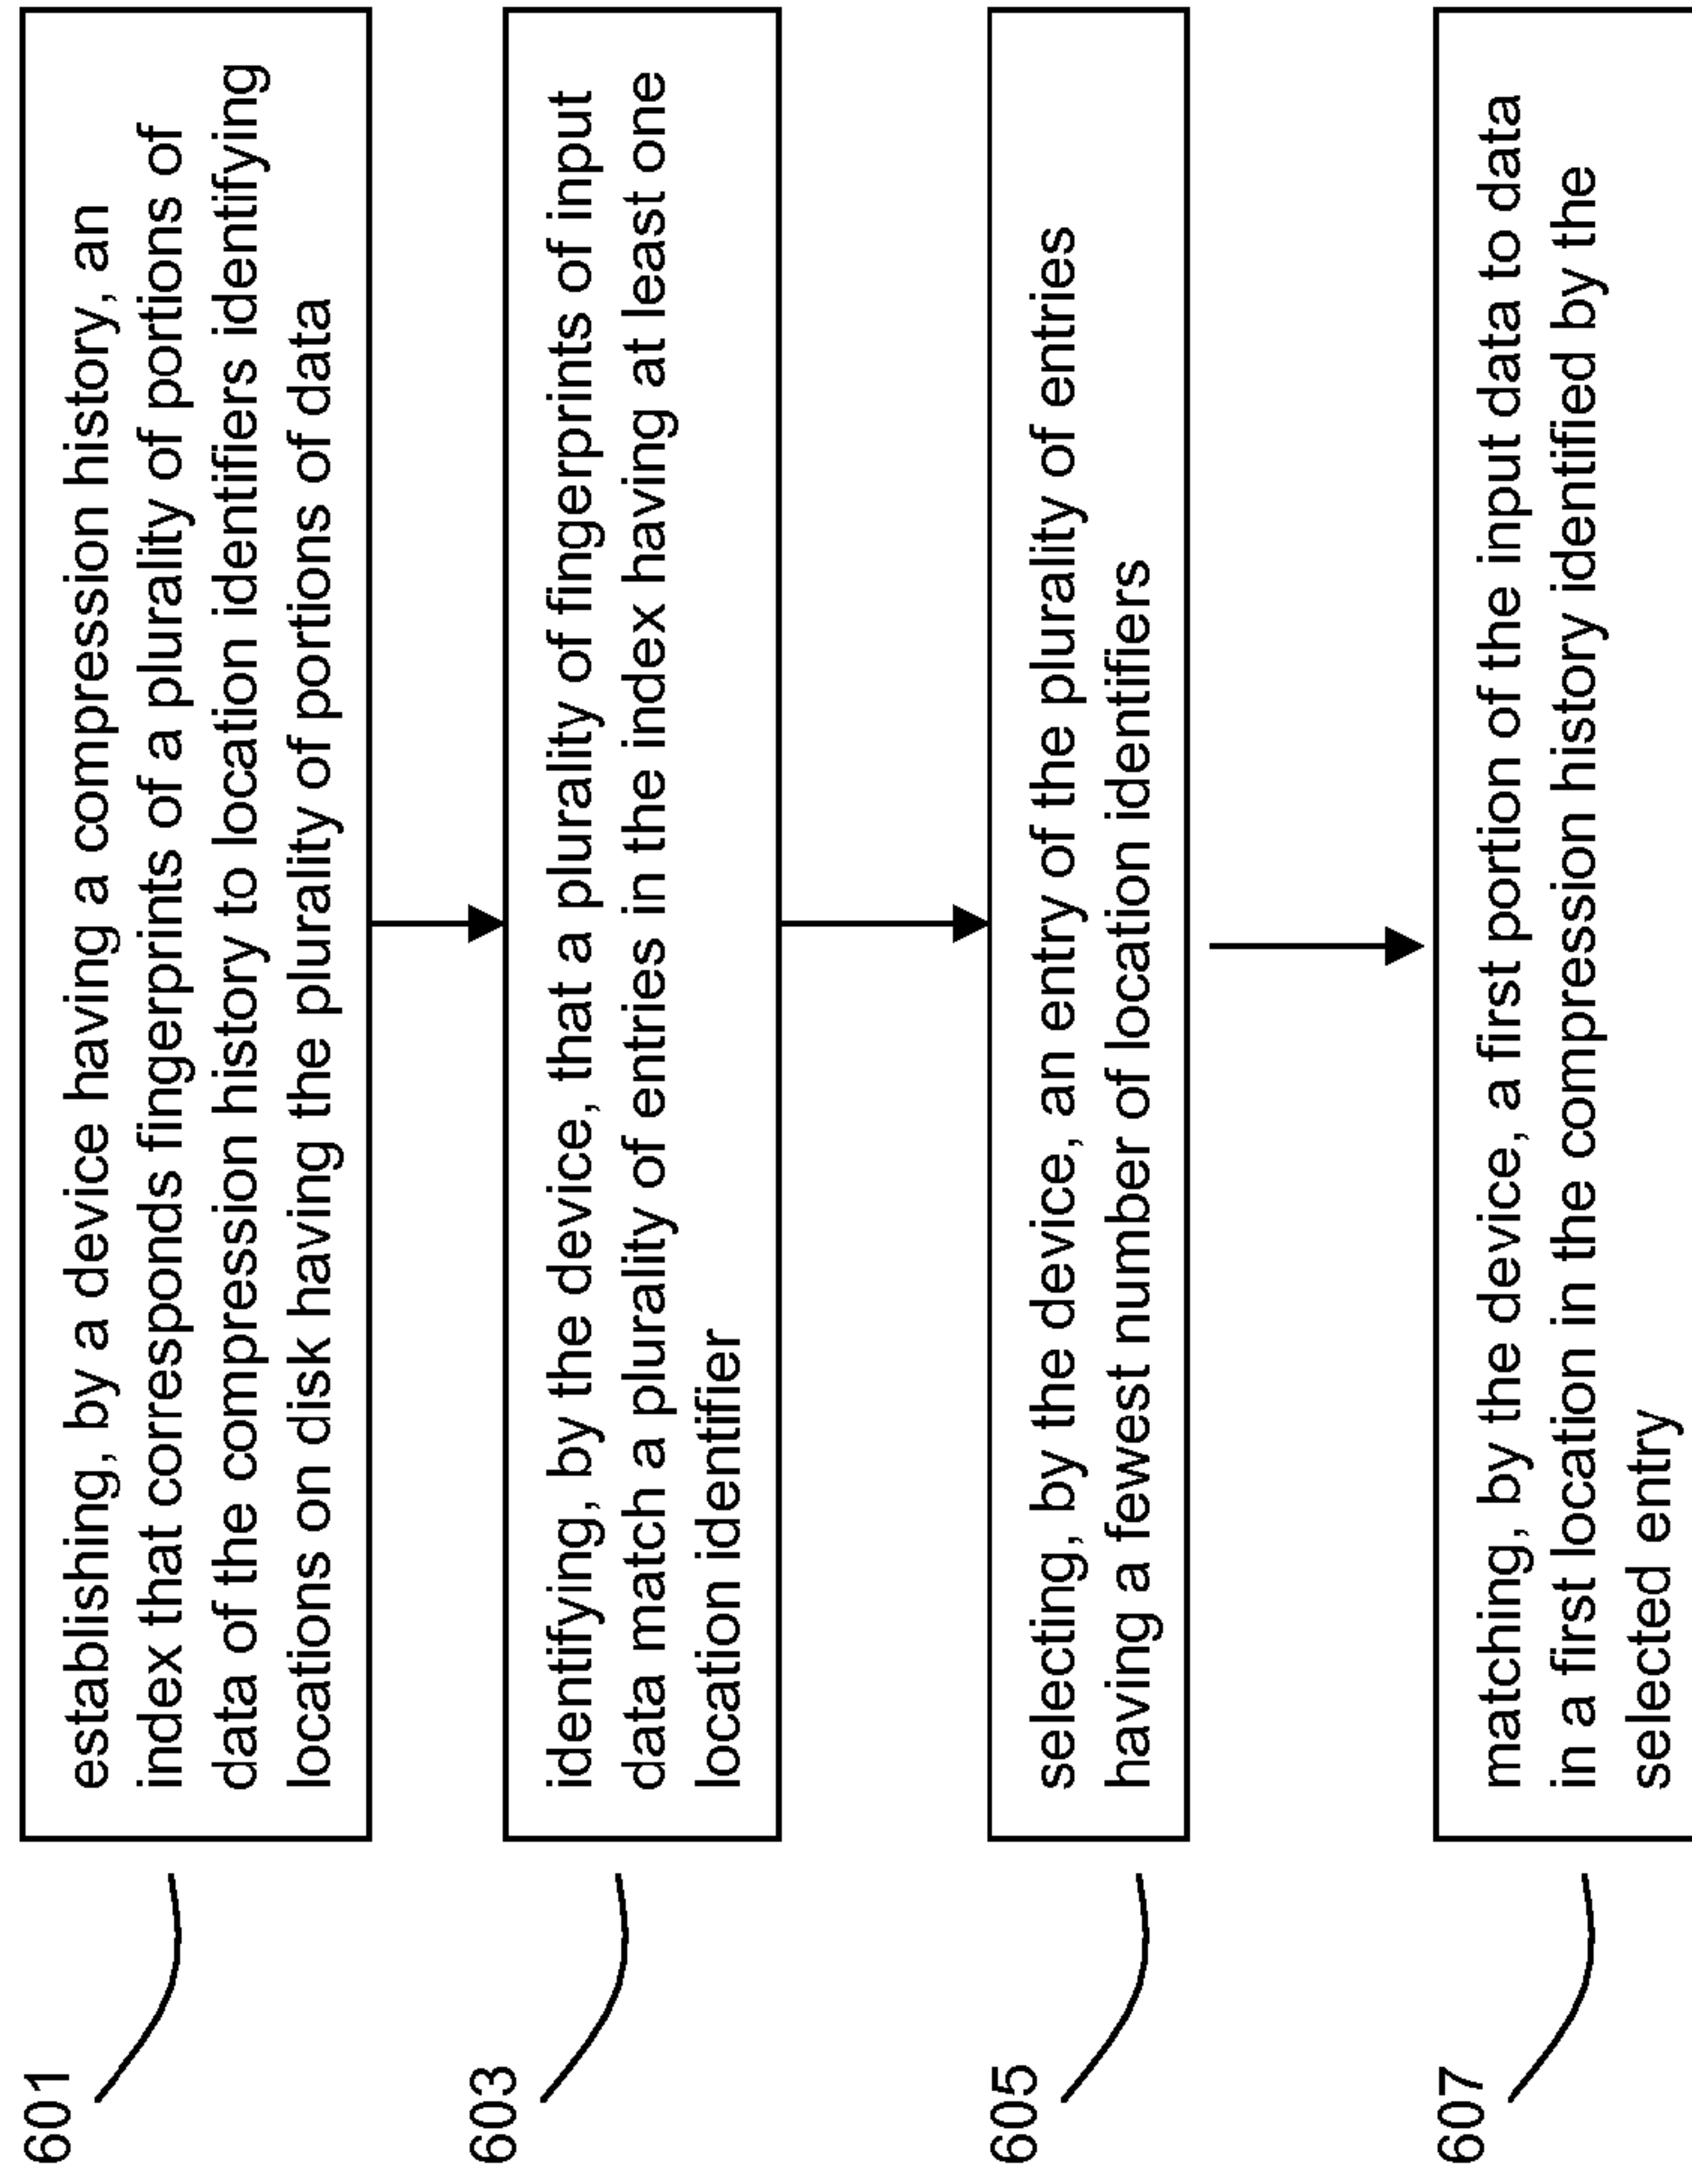 601
establishing, by a device having a compression history, an
index that corresponds fingerprints of a plurality of portions of
data of the compression history to location identifiers identifying
locations on disk having the plurality of portions of data
603
identifying, by the device, that a plurality of fingerprints of input
data match a plurality of entries in the index having at least one
location identifier
605
selecting, by the device, an entry of the plurality of entries
having a fewest number of location identifiers
607
matching, by the device, a first portion of the input data to data
in a first location in the compression history identified by the
selected entry